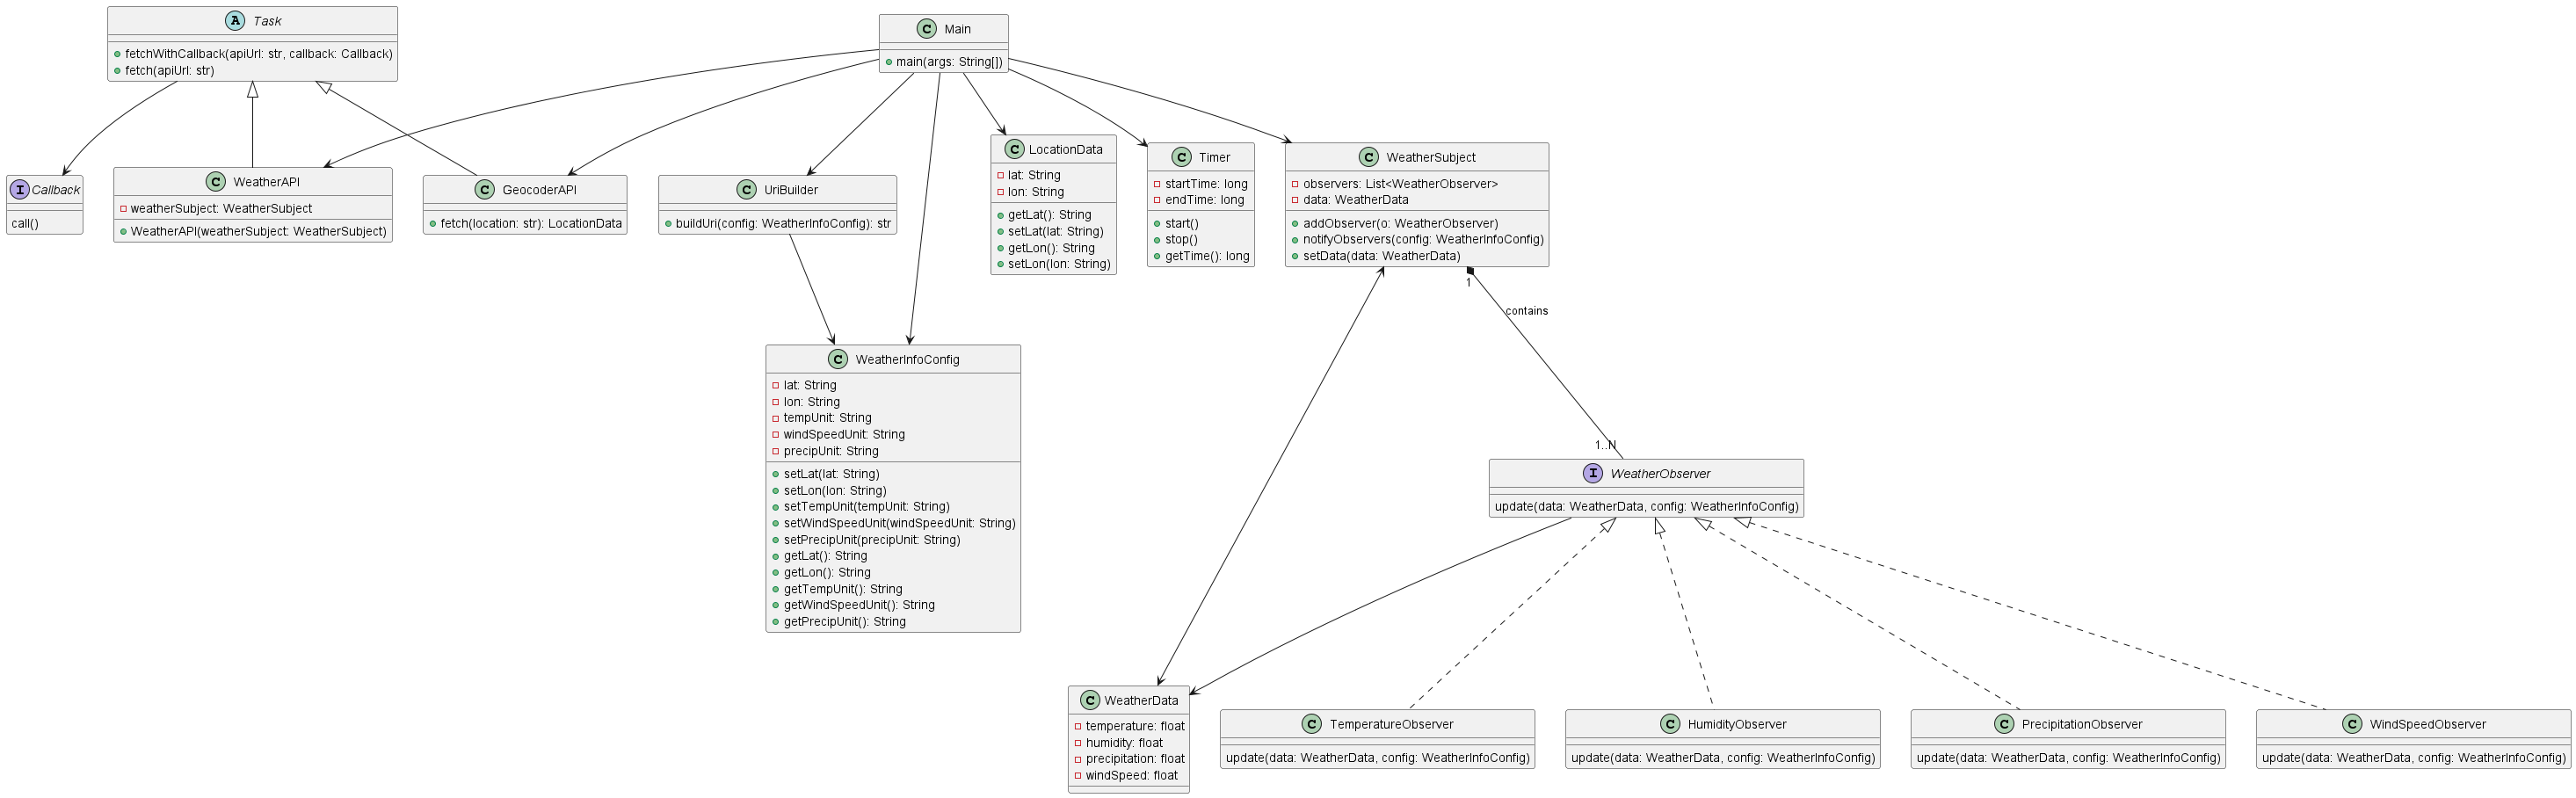 A Task
+ fetchWithCallback(apiUrl: str, callback: Callback)
+ fetch(apiUrl: str)
C Main
+ main(args: String[])
I Callback
call()
C WeatherAPI
- weatherSubject: WeatherSubject
+ WeatherAPI(weatherSubject: WeatherSubject)
C GeocoderAPI
+ fetch(location: str): LocationData
C UriBuilder
+ buildUri(config: WeatherInfoConfig): str
C LocationData
lat: String
lon: String
getLat(): String
setLat(lat: String)
getLon(): String
setLon(lon: String)
C Timer
startTime: long
endTime: long
start()
stop()
getTime(): long
C WeatherSubject
observers: List<WeatherObserver>
data: WeatherData
addObserver(o: WeatherObserver)
notifyObservers(config: WeatherInfoConfig)
setData(data: WeatherData)
1
contains
1..N
C WeatherInfoConfig
lat: String
lon: String
tempUnit: String
windSpeedUnit: String
precipUnit: String
setLat(lat: String)
setLon(lon: String)
setTempUnit(tempUnit: String)
setWindSpeedUnit(windSpeedUnit: String)
setPrecipUnit(precipUnit: String)
getLat(): String
getLon(): String
getTempUnit(): String
getWindSpeedUnit(): String
getPrecipUnit(): String
I WeatherObserver
update(data: WeatherData, config: WeatherInfoConfig)
C WeatherData
temperature: float
humidity: float
precipitation: float
windSpeed: float
C TemperatureObserver
update(data: WeatherData, config: WeatherInfoConfig)
C HumidityObserver
update(data: WeatherData, config: WeatherInfoConfig)
C PrecipitationObserver
update(data: WeatherData, config: WeatherInfoConfig)
C WindSpeedObserver
update(data: WeatherData, config: WeatherInfoConfig)